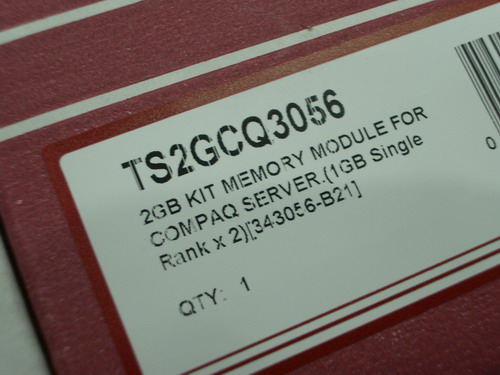 TS2GCQ3056
2GB KIT MEMORY MODULE FOR
COMPAQ SERVER.(1GB Single
Rank x 2)[343056-B21]
QTY: 1
0